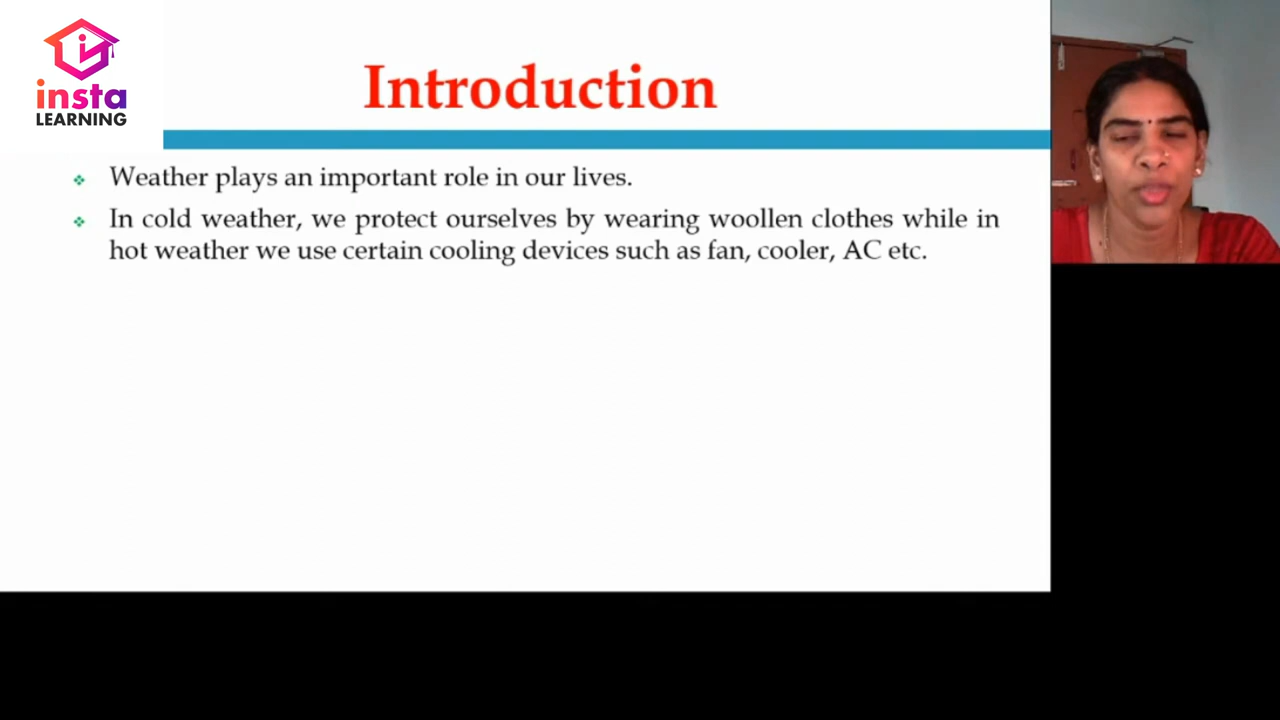 insta
LEARNING
Introduction
Weather plays an important role in our lives.
In cold weather, we protect ourselves by wearing woollen clothes while in
hot weather we use certain cooling devices such as fan, cooler, AC etc.